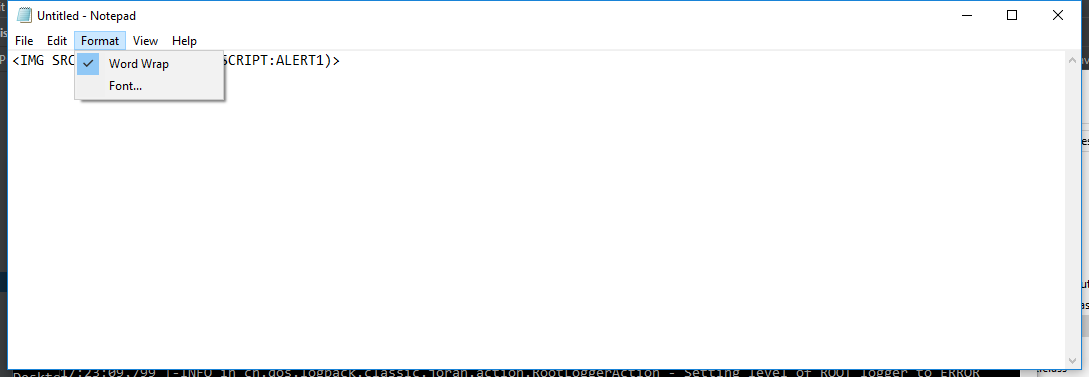 Untitled - Notepad
File Edit Format View Help
<IMG SRC SCRIPT:ALERT1)>
Word Wrap
Font...
17:23:09,799 |-INFO in ch.qos.logback.classic.joran.action.RootLoggerAction - Setting level of ROOT logger to ERROR